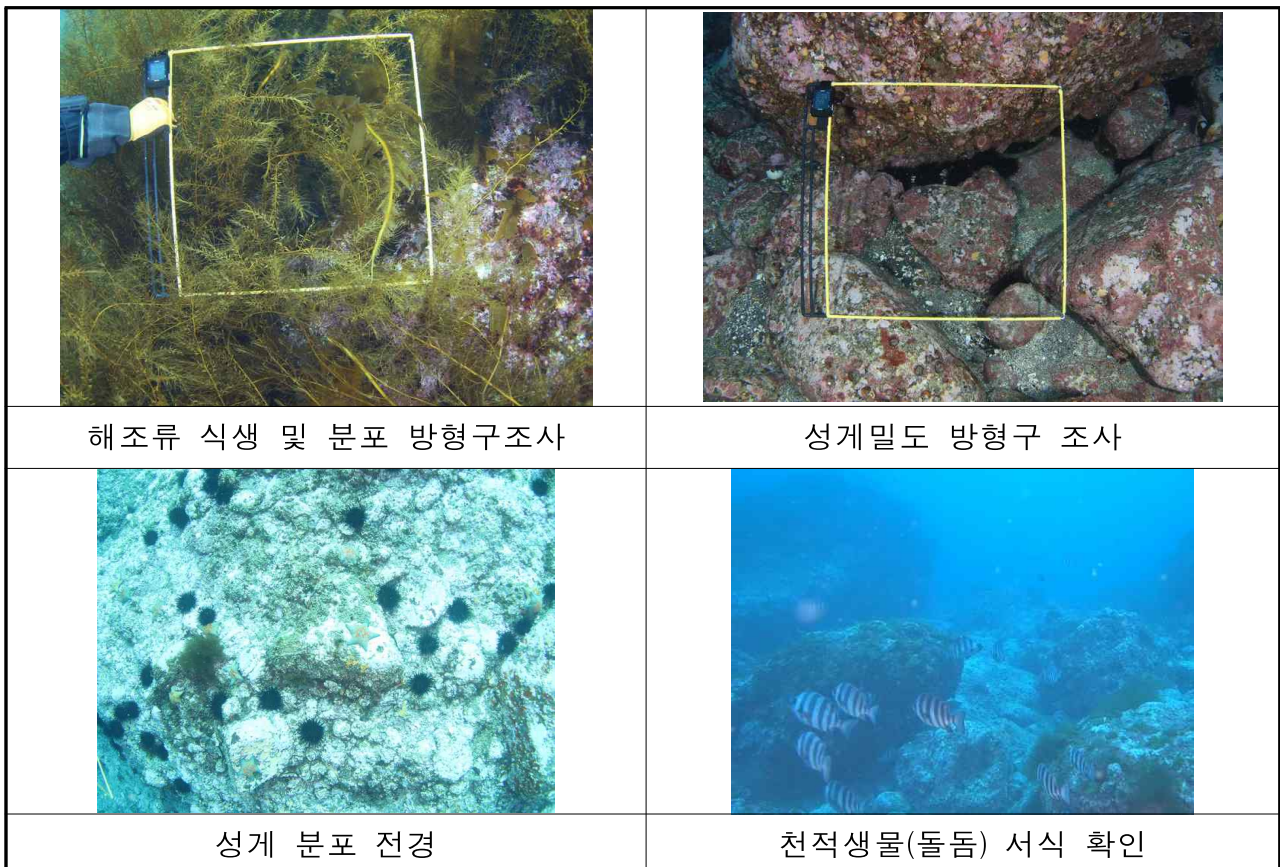 해조류 식생 및 분포 방형구조사
성게밀도 방형구 조사
성게 분포 전경
천적생물(돌돔) 서식 확인